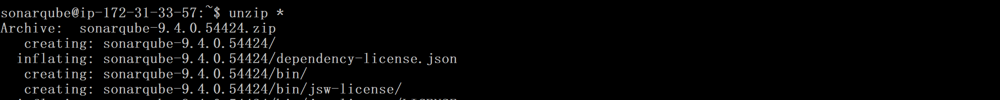 sonarqube@ip-172-31-33-57:~$ unzip *
Archive:  sonarqube-9.4.0.54424.zip
   creating: sonarqube-9.4.0.54424/
  inflating: sonarqube-9.4.0.54424/dependency-license.json
   creating: sonarqube-9.4.0.54424/bin/
   creating: sonarqube-9.4.0.54424/bin/jsw-license/